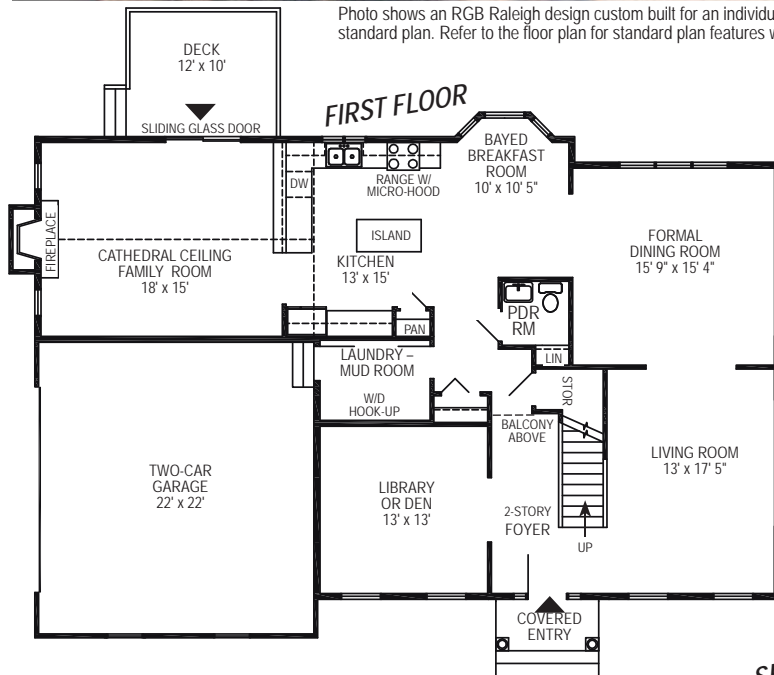 Photo shows an RGB Raleigh design custom built for an
standard plan. Refer to the floor plan for standard plan features
FIRST FLOOR
DECK
12' x 10'
SLIDING GLASS DOOR
DW
RANGE W/
MICRO-HOOD
BAYED
BREAKFAST
ROOM
10' x 10' 5"
FIREPLACE
CATHEDRAL CEILING
FAMILY ROOM
18' x 15'
ISLAND
KITCHEN
13' x 15'
FORMAL
DINING ROOM
15' 9" x 15' 4"
PAN
PDR
RM
LIN
LAUNDRY –
MUD ROOM
W/D
HOOK-UP
STOR
BALCONY
ABOVE
TWO-CAR
GARAGE
22' x 22'
LIBRARY
OR DEN
13' x 13'
2-STORY
FOYER
UP
LIVING ROOM
13' x 17' 5"
COVERED
ENTRY